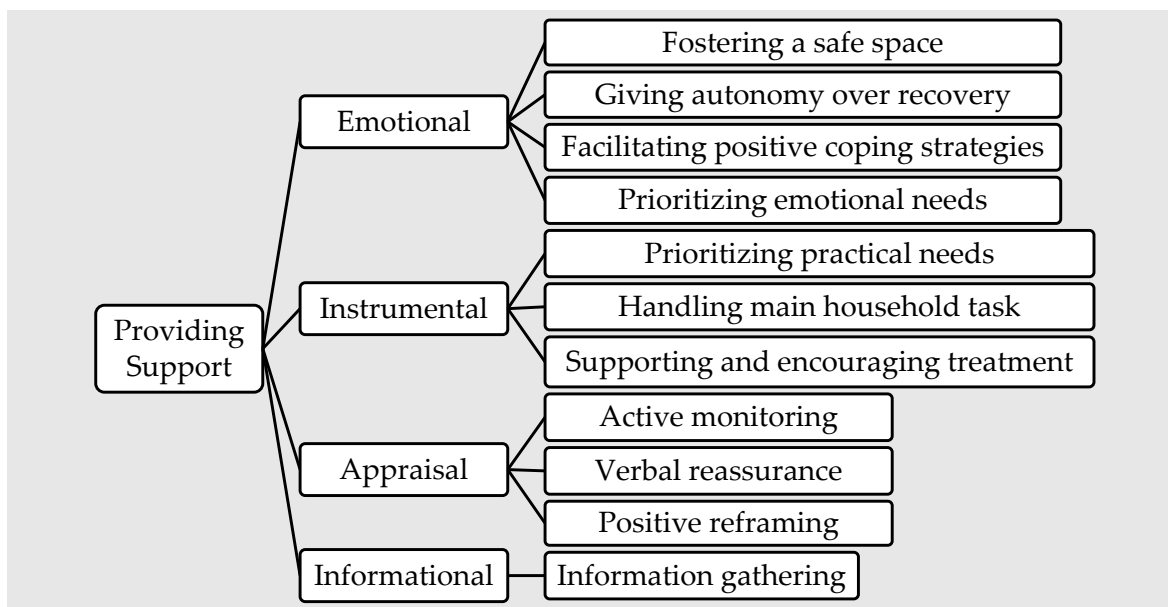 Providing
Support
Emotional
Fostering a safe space
Giving autonomy over recovery
Facilitating positive coping strategies
Prioritizing emotional needs
Instrumental
Prioritizing practical needs
Handling main household task
Supporting and encouraging treatment
Appraisal
Active monitoring
Verbal reassurance
Positive reframing
Informational
Information gathering